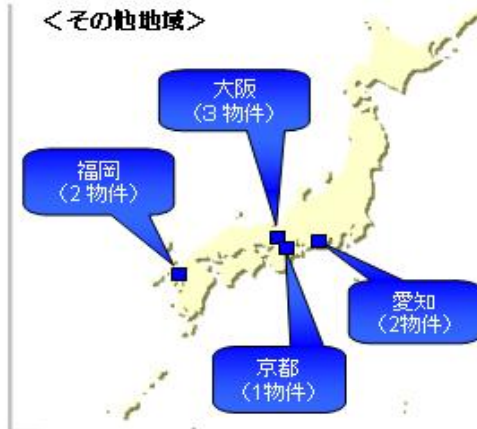 ＜その他地域＞
大阪
（３物件）
福岡
（２物件）
愛知
（2物件）
京都
（1物件）